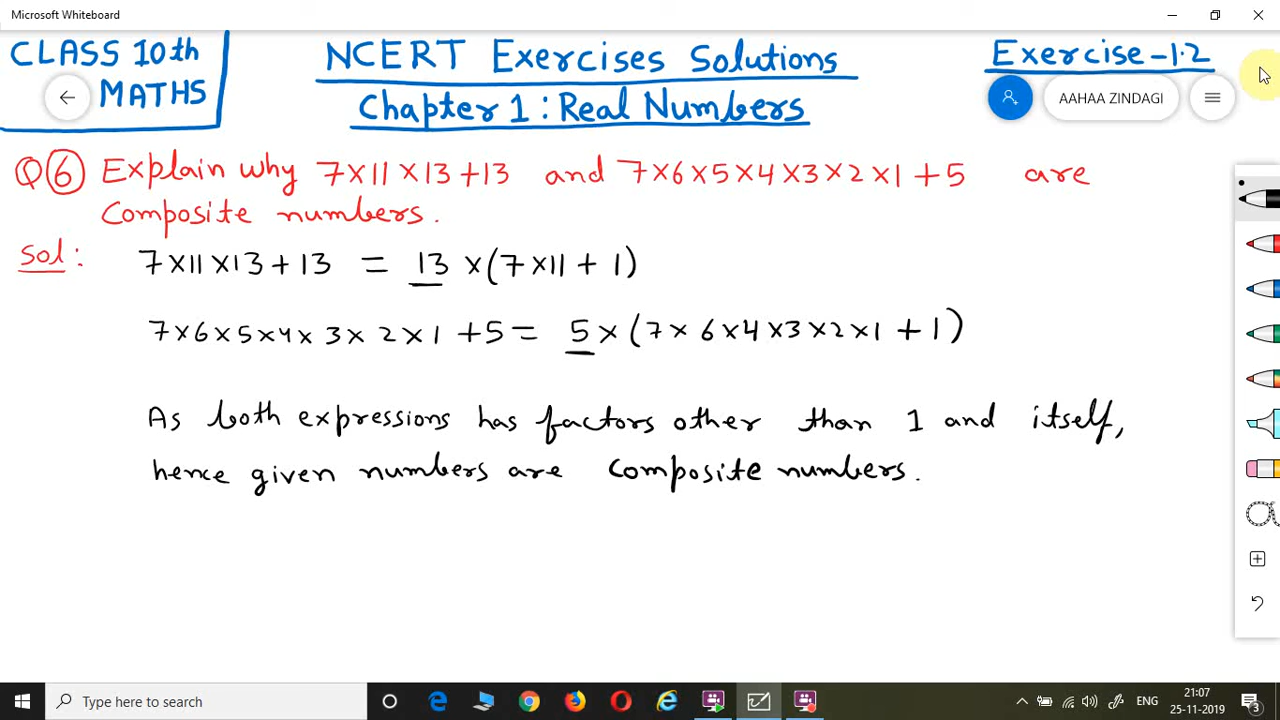 Microsoft Whiteboard
CLASS 10th
MATHS
NCERT Exercises Solutions
Chapter 1 : Real Numbers
Exercise-1.2
AAHAA ZINDAGI
Q6 Explain why 7×11×13+13 and 7×6×5×4×3×2×1+5 are
Composite numbers.
Sol:
7×11×13+13 = 13×(7×11+1)
7×6×5×4×3×2×1+5 = 5×(7×6×4×3×2×1+1)
As both expressions has factors other than 1 and itself,
hence given numbers are composite numbers.
Type here to search
ENG
21:07
25-11-2019
3